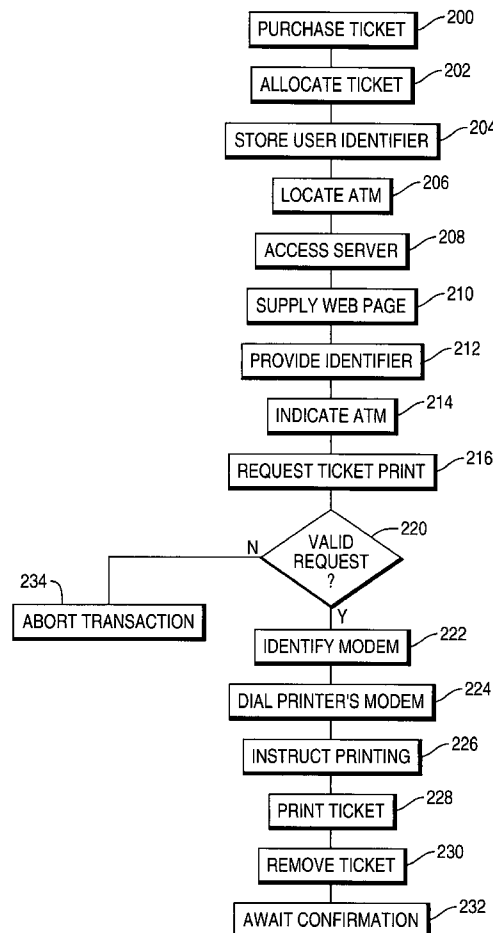 PURCHASE TICKET 200
ALLOCATE TICKET 202
STORE USER IDENTIFIER 204
LOCATE ATM 206
ACCESS SERVER 208
SUPPLY WEB PAGE 210
PROVIDE IDENTIFIER 212
INDICATE ATM 214
REQUEST TICKET PRINT 216
220
VALID
REQUEST
?
N
Y
234
ABORT TRANSACTION
IDENTIFY MODEM 222
DIAL PRINTER'S MODEM 224
INSTRUCT PRINTING 226
PRINT TICKET 228
REMOVE TICKET 230
AWAIT CONFIRMATION 232